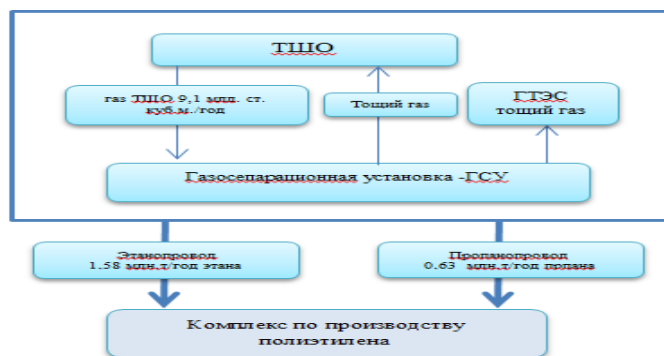 ТШО
газ ТШО 9,1 млд. ст.
куб.м./год
Тощий газ
ГТЭС
тощий газ
Газосепарационная установка -ГСУ
Этанопровод
1.58 млн.т/год этана
Пропанопровод
0.63 млн.т/год попана
Комплекс по производству
полиэтилена